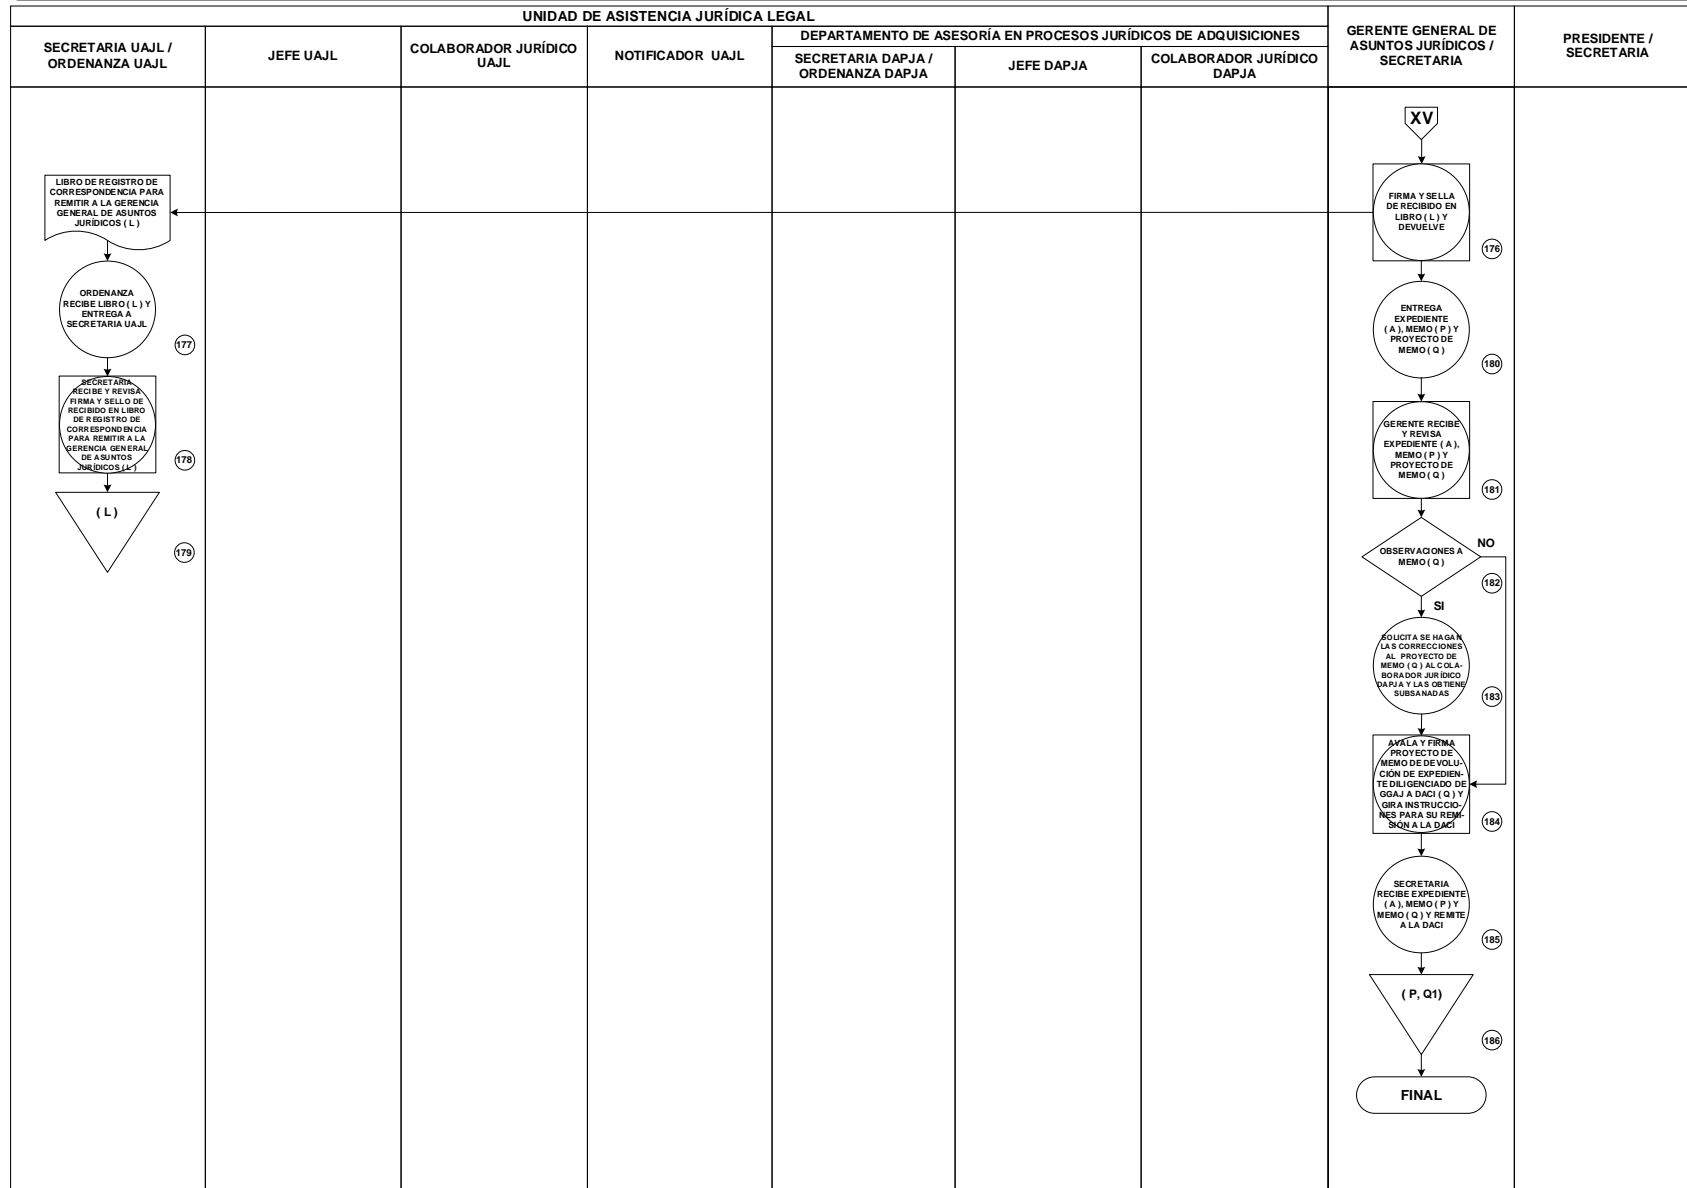 UNIDAD DE ASISTENCIA JURÍDICA LEGAL
SECRETARIA UAJL /
ORDENANZA UAJL
JEFE UAJL
COLABORADOR JURÍDICO
UAJL
NOTIFICADOR UAJL
DEPARTAMENTO DE ASESORÍA EN PROCESOS JURÍDICOS DE ADQUISICIONES
SECRETARIA DAPJA /
ORDENANZA DAPJA
JEFE DAPJA
COLABORADOR JURÍDICO
DAPJA
GERENTE GENERAL DE
ASUNTOS JURÍDICOS /
SECRETARIA
PRESIDENTE /
SECRETARIA
LIBRO DE REGISTRO DE
CORRESPONDENCIA PARA
REMITIR A LA GERENCIA
GENERAL DE ASUNTOS
JURÍDICOS ( L )
ORDENANZA
RECIBE LIBRO ( L ) Y
ENTREGA A
SECRETARIA UAJL
177
SECRETARIA
RECIBE Y REVISA
FIRMA Y SELLO DE
RECIBIDO EN LIBRO
DE REGISTRO DE
CORRESPONDENCIA
PARA REMITIR A LA
GERENCIA GENERAL
DE ASUNTOS
JURÍDICOS ( L )
178
( L )
179
XV
FIRMA Y SELLA
DE RECIBIDO EN
LIBRO ( L ) Y
DEVUELVE
176
ENTREGA
EXPEDIENTE
( A ), MEMO ( P ) Y
PROYECTO DE
MEMO ( Q )
180
GERENTE RECIBE
Y REVISA
EXPEDIENTE ( A ),
MEMO ( P ) Y
PROYECTO DE
MEMO ( Q )
181
OBSERVACIONES A
MEMO ( Q )
NO
182
SI
SOLICITA SE HAGAN
LAS CORRECCIONES
AL PROYECTO DE
MEMO ( Q ) AL COLA-
BORADOR JURÍDICO
DAPJA Y LAS OBTIENE
SUBSANADAS
183
AVALA Y FIRMA
PROYECTO DE
MEMO DE DEVOLU-
CIÓN DE EXPEDIEN-
TE DILIGENCIADO DE
GGAJ A DACI ( Q ) Y
GIRA INSTRUCCIO-
NES PARA SU REMI-
SIÓN A LA DACI
184
SECRETARIA
RECIBE EXPEDIENTE
( A ), MEMO ( P ) Y
MEMO ( Q ) Y REMITE
A LA DACI
185
( P, Q1)
186
FINAL